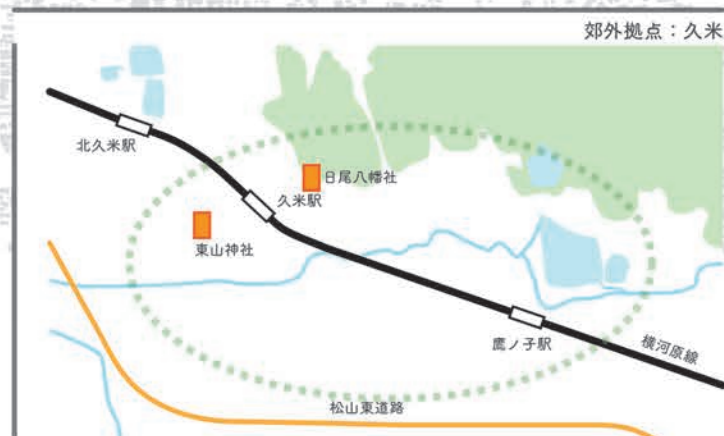 郊外拠点：久米
北久米駅
日尾八幡社
久米駅
東山神社
鷹ノ子駅
横河原線
松山東道路